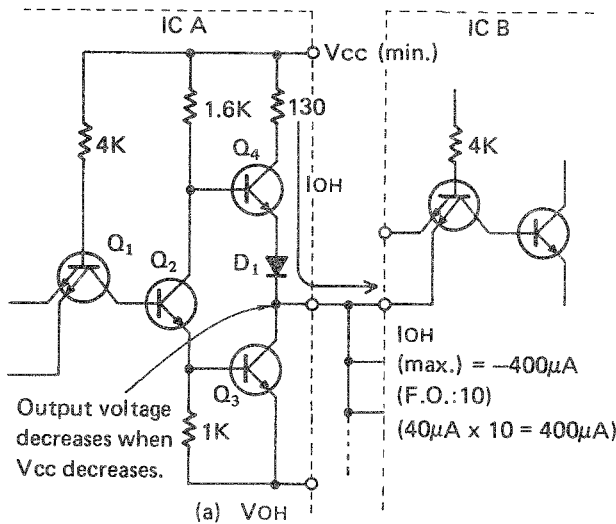 IC A
IC B
Vcc (min.)
1.6K
130
4K
4K
Q4
IOH
Q1
Q2
D1
IOH
(max.) = −400μA
(F.O.:10)
(40μA x 10 = 400μA)
Q3
Output voltage
decreases when
Vcc decreases.
1K
(a) VOH